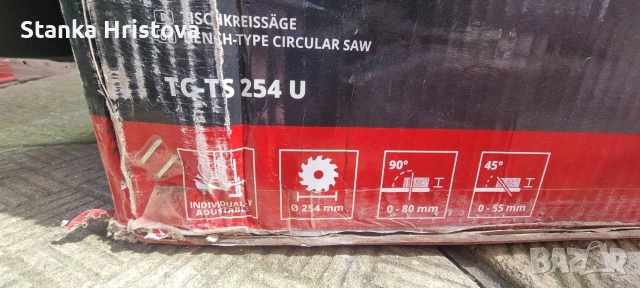 Stanka Hristova
TISCHKREISSÄGE
BENCH-TYPE CIRCULAR SAW
TC-TS 254 U
90°
45°
INDIVIDUALLY
ADJUSTABLE
Ø 254 mm
0 - 80 mm
0 - 55 mm
BAZAR